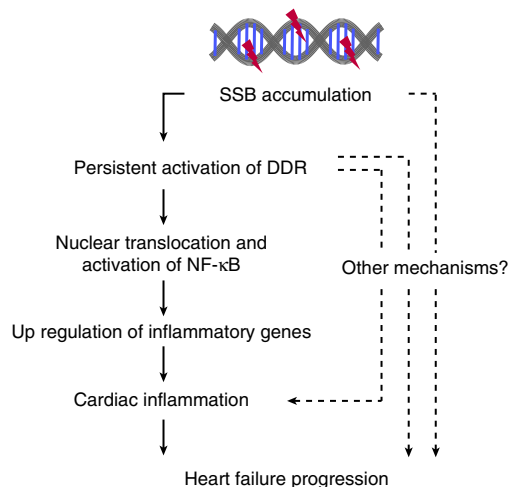 SSB accumulation
Persistent activation of DDR
Nuclear translocation and
activation of NF-κB
Other mechanisms?
Up regulation of inflammatory genes
Cardiac inflammation
Heart failure progression